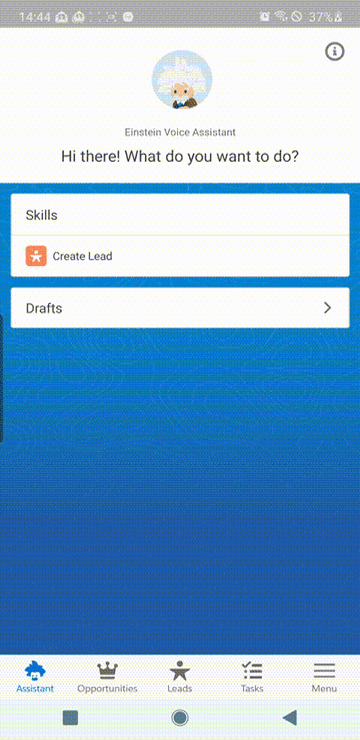 14:44
37%
Einstein Voice Assistant
Hi there! What do you want to do?
Skills
Create Lead
Drafts
Assistant
Opportunities
Leads
Tasks
Menu